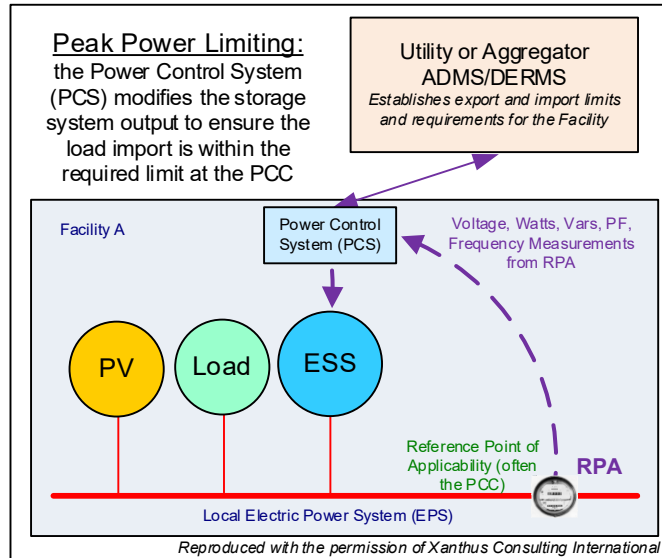 Peak Power Limiting:
the Power Control System
(PCS) modifies the storage
system output to ensure the
load import is within the
required limit at the PCC
Utility or Aggregator
ADMS/DERMS
Establishes export and import limits
and requirements for the Facility
Facility A
Power Control
System (PCS)
Voltage, Watts, Vars, PF,
Frequency Measurements
from RPA
PV
Load
ESS
Reference Point of
Applicability (often
the PCC)
RPA
Local Electric Power System (EPS)
Reproduced with the permission of Xanthus Consulting International